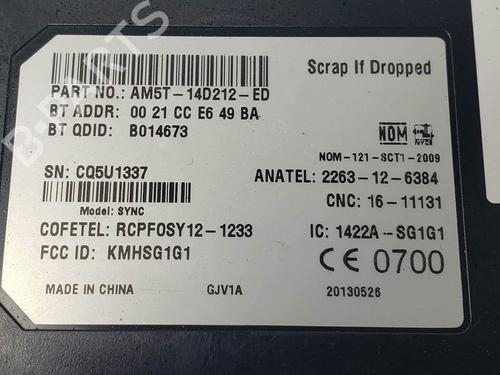 Scrap If Dropped
PART NO.: AM5T-14D212-ED
BT ADDR: 00 21 CC E6 49 BA
BT QDID: B014673
NOM
NYCE
NOM-121-SCT1-2009
SN: CQ5U1337
ANATEL: 2263-12-6384
Model: SYNC
CNC: 16-11131
COFETEL: RCPFOSY12-1233
IC: 1422A-SG1G1
FCC ID: KMHSG1G1
CE 0700
MADE IN CHINA
GJV1A
20130526
B-PARTS